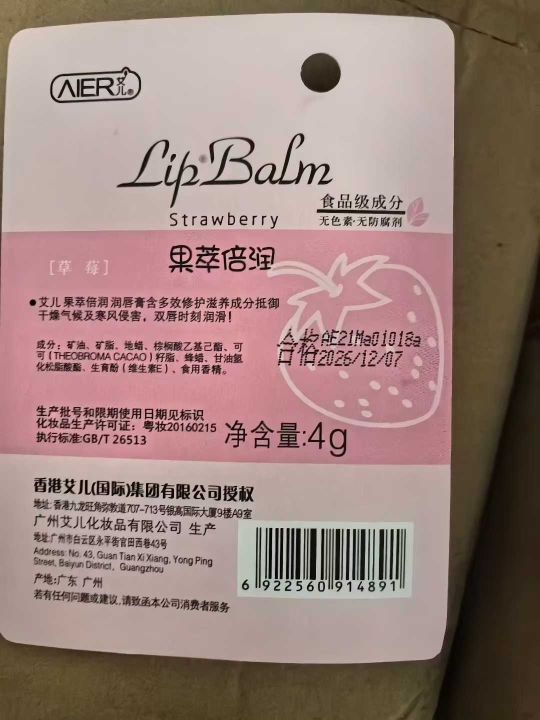 AIER艾儿®
Lip®Balm
食品级成分
Strawberry
无色素·无防腐剂
[草莓]
果萃倍润
●艾儿果萃倍润润唇膏含多效修护滋养成分抵御
干燥气候及寒风侵害，双唇时刻润滑！
合格AE21Ma01018a
合格2026/12/07
成分：矿油、矿脂、地蜡、棕榈酸乙基己酯、可
可(THEOBROMA CACAO)籽脂、蜂蜡、甘油氢
化松脂酸酯、生育酚（维生素E）、食用香精。
生产批号和限期使用日期见标识
化妆品生产许可证：粤妆20160215
执行标准:GB/T 26513
净含量:4g
香港艾儿(国际)集团有限公司授权
地址:香港九龙旺角弥敦道707-713号银高国际大厦9楼A9室
广州艾儿化妆品有限公司 生产
地址:广州市白云区永平街官田西巷43号
Address: No. 43, Guan Tian Xi Xiang, Yong Ping
Street, Baiyun District, Guangzhou
产地:广东 广州
若有任何问题或建议,请致函本公司消费者服务
6 922560 914891